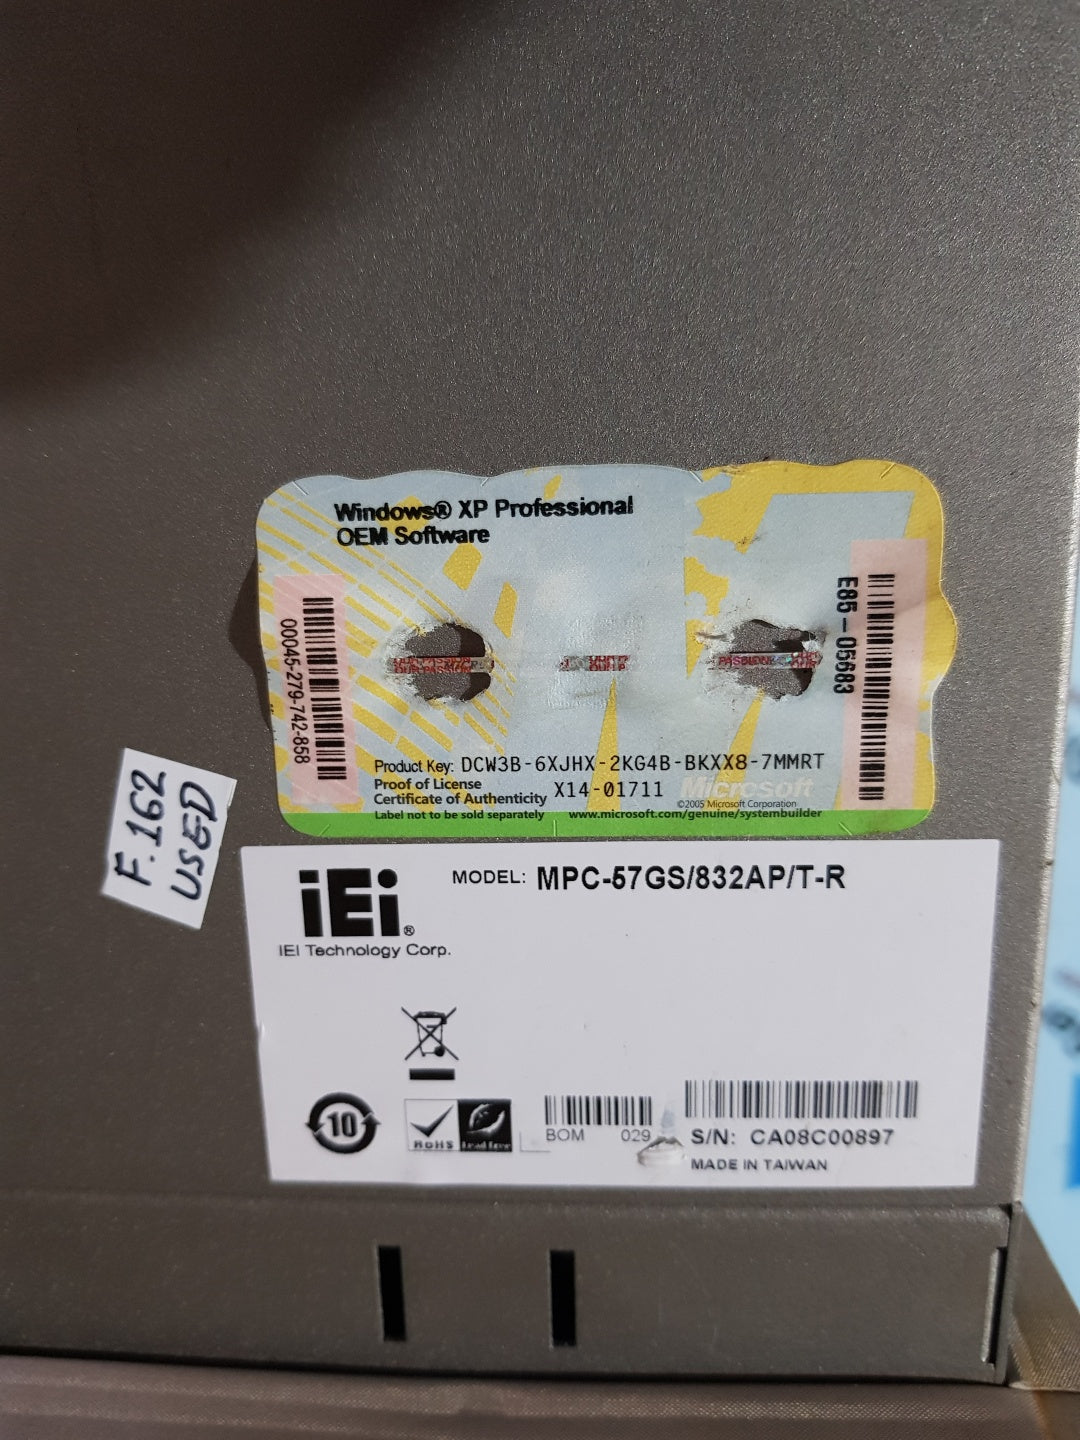 Windows® XP Professional
OEM Software
00045-279-742-858
E85-05683
Product Key: DCW3B-6XJHX-2KG4B-BKXX8-7MMRT
Proof of License
Certificate of Authenticity
X14-01711
Microsoft
©2005 Microsoft Corporation
Label not to be sold separately
www.microsoft.com/genuine/systembuilder
F.162
USED
iEi®
IEI Technology Corp.
MODEL: MPC-57GS/832AP/T-R
10
RoHS
Lead free
BOM 029
S/N: CA08C00897
MADE IN TAIWAN